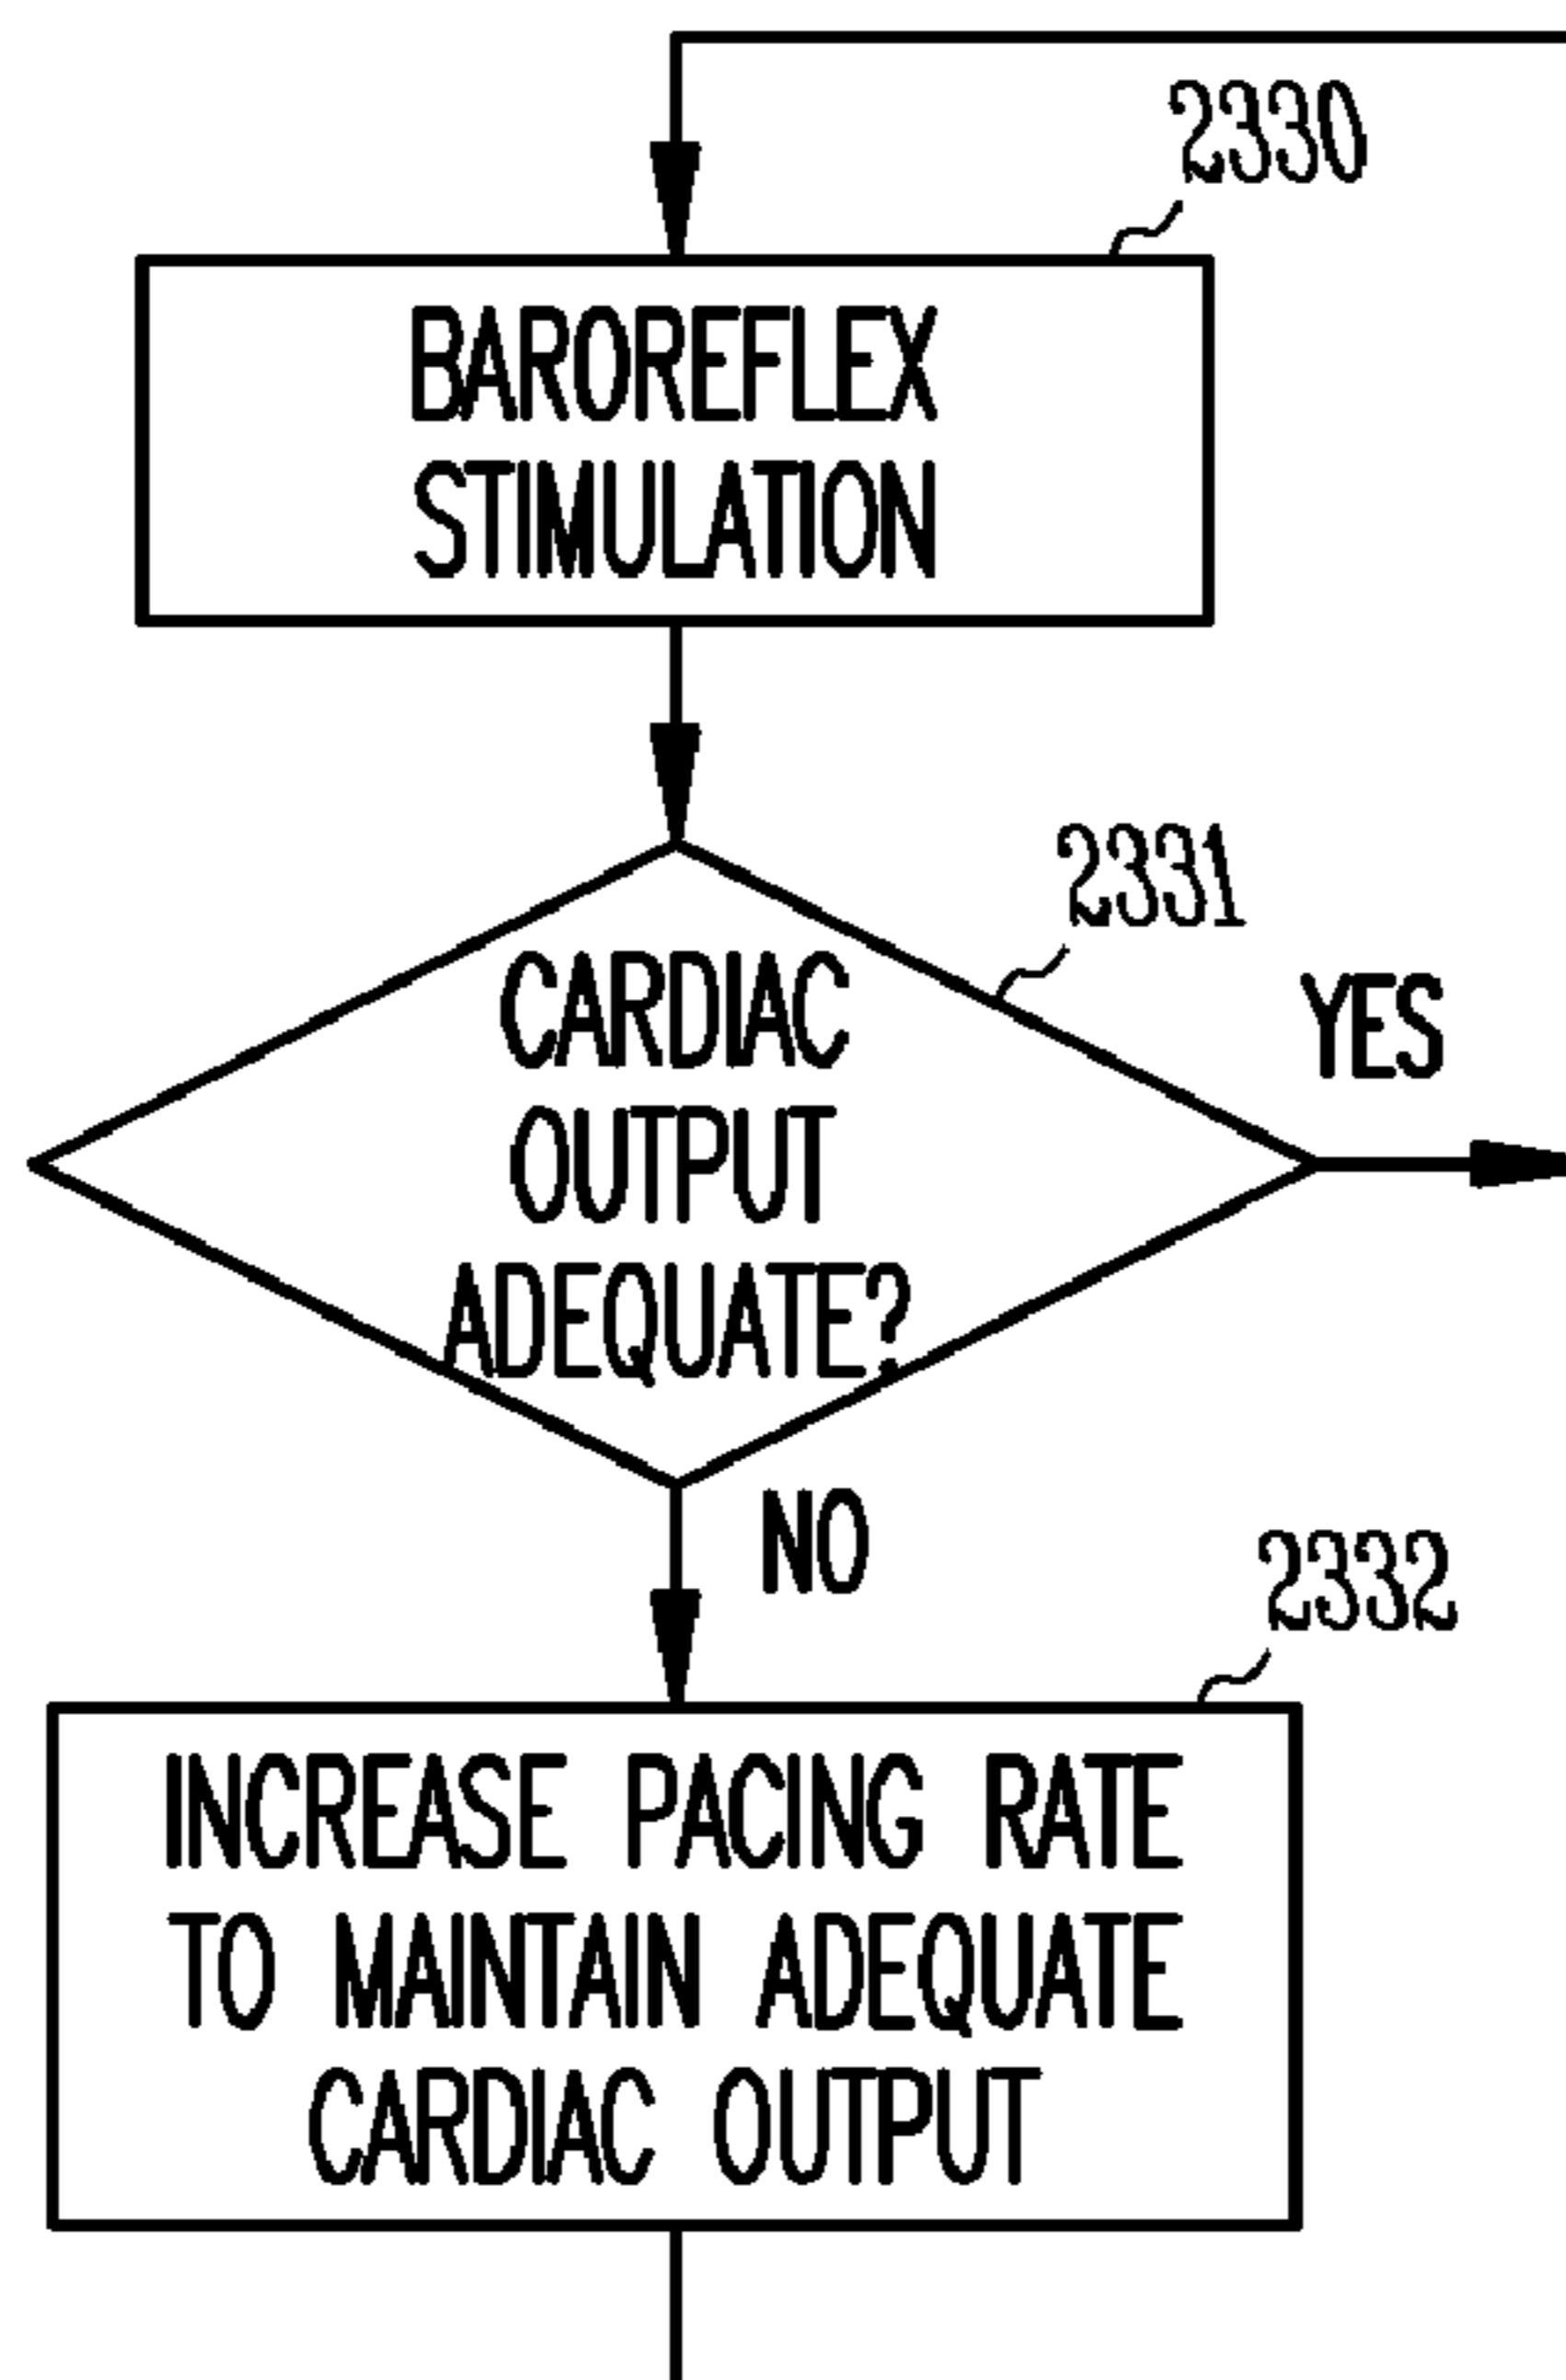 2330
BAROREFLEX
STIMULATION
2331
CARDIAC
OUTPUT
ADEQUATE?
YES
NO
2332
INCREASE PACING RATE
TO MAINTAIN ADEQUATE
CARDIAC OUTPUT